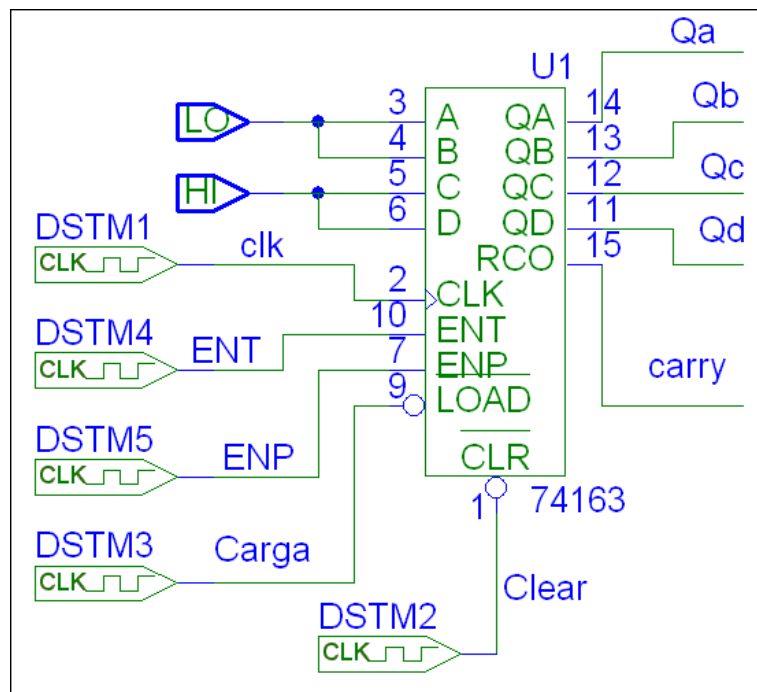 Qa
U1
LO
3
A
QA
14
Qb
4
B
QB
13
HI
5
C
QC
12
Qc
6
D
QD
11
Qd
DSTM1
CLK
clk
RCO
15
2
CLK
DSTM4
CLK
ENT
10
ENT
7
ENP
carry
9
LOAD
DSTM5
CLK
ENP
CLR
1
74163
DSTM3
CLK
Carga
Clear
DSTM2
CLK